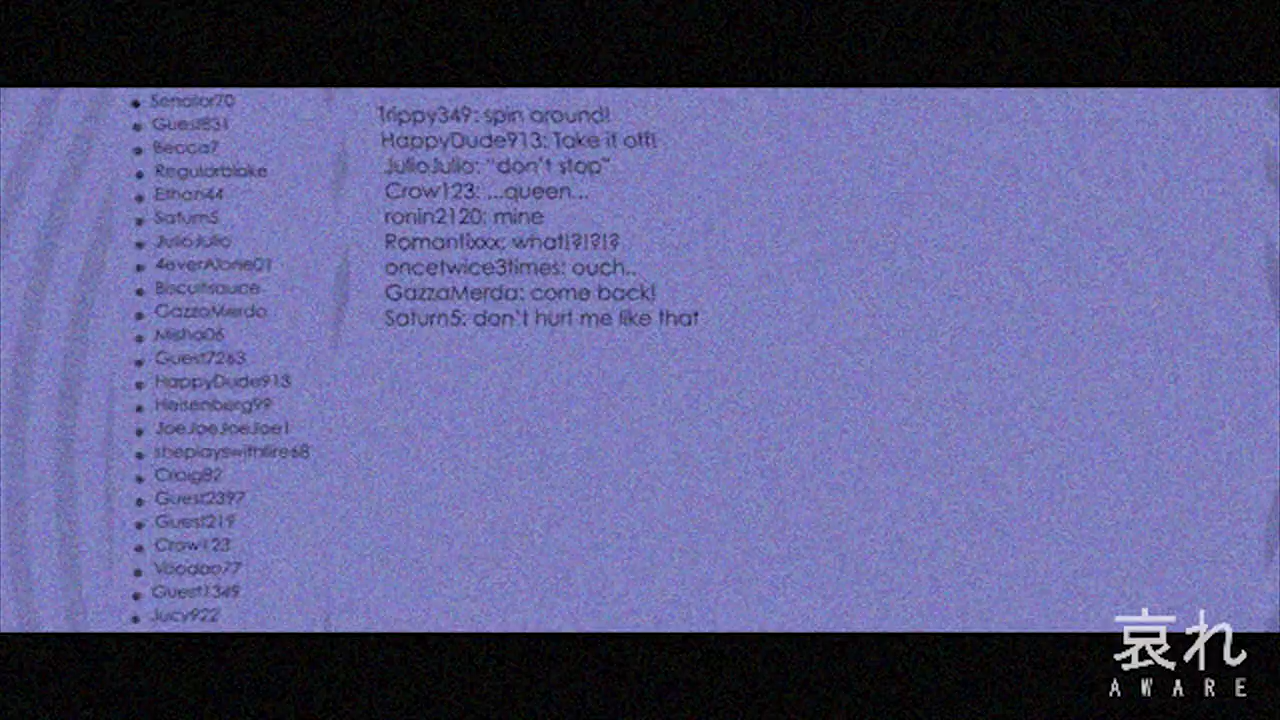 Senator70
Guest831
Becca7
Regularblake
Ethan44
Saturn5
JulioJulio
4everAlone01
Biscuitsauce
GazzaMerda
Misha06
Guest7263
HappyDude913
Heisenberg99
JoeJoeJoeJoe1
sheplayswithfire68
Craig82
Guest2397
Guest219
Crow123
Voodoo77
Guest1349
Juicy922
Trippy349: spin around!
HappyDude913: Take it off!
JulioJulio: "don't stop"
Crow123: ...queen...
ronin2120: mine
Romantixxx: what!?!?!?
oncetwice3times: ouch..
GazzaMerda: come back!
Saturn5: don't hurt me like that
哀れ
AWARE